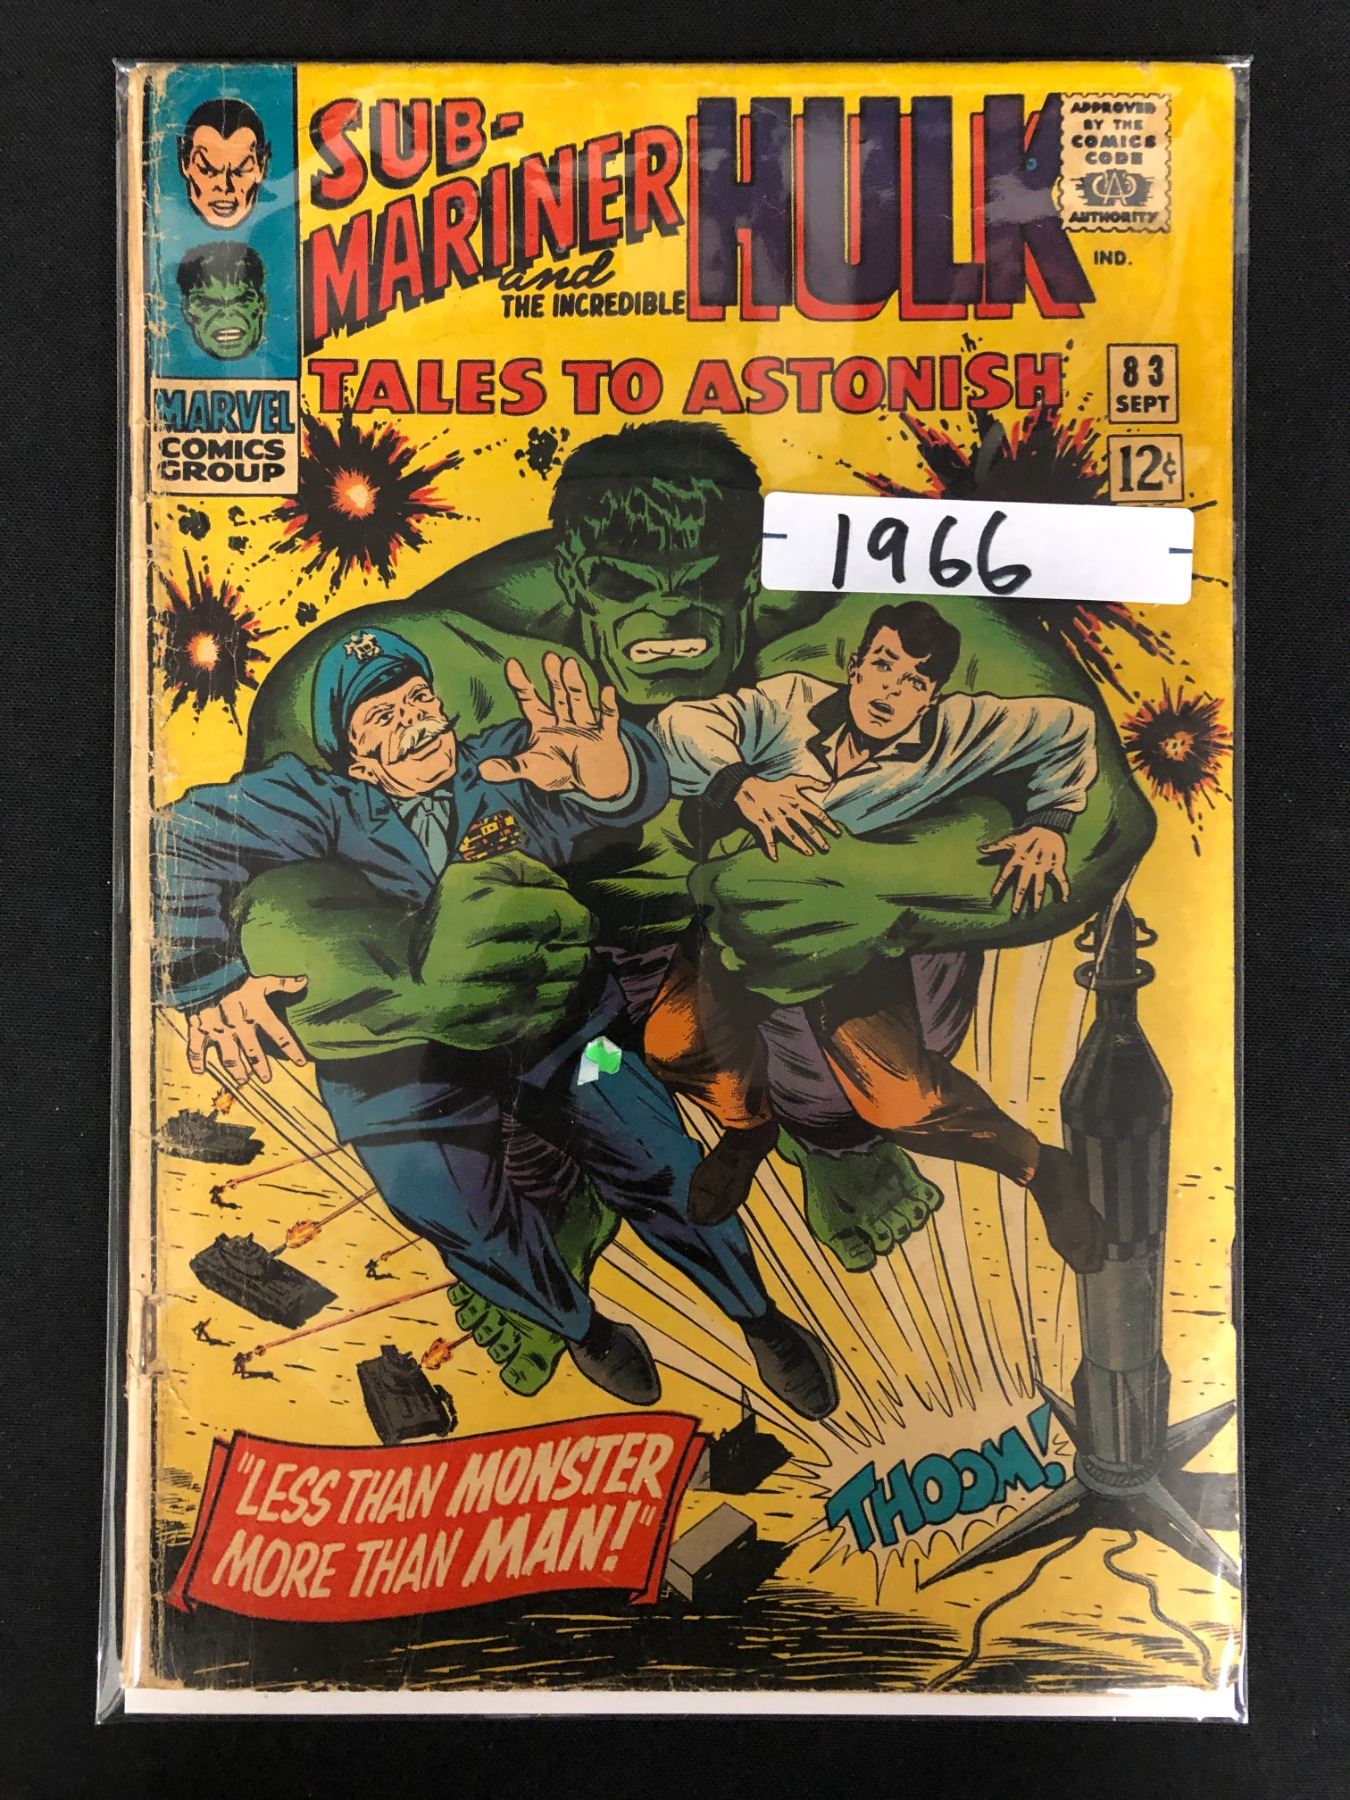 SUB-
MARINER
and
THE INCREDIBLE
HULK
APPROVED
BY THE
COMICS
CODE
CA
AUTHORITY
IND.
TALES TO ASTONISH
83
SEPT
12¢
MARVEL
COMICS
GROUP
1966
"LESS THAN MONSTER
MORE THAN MAN!"
THOOM!